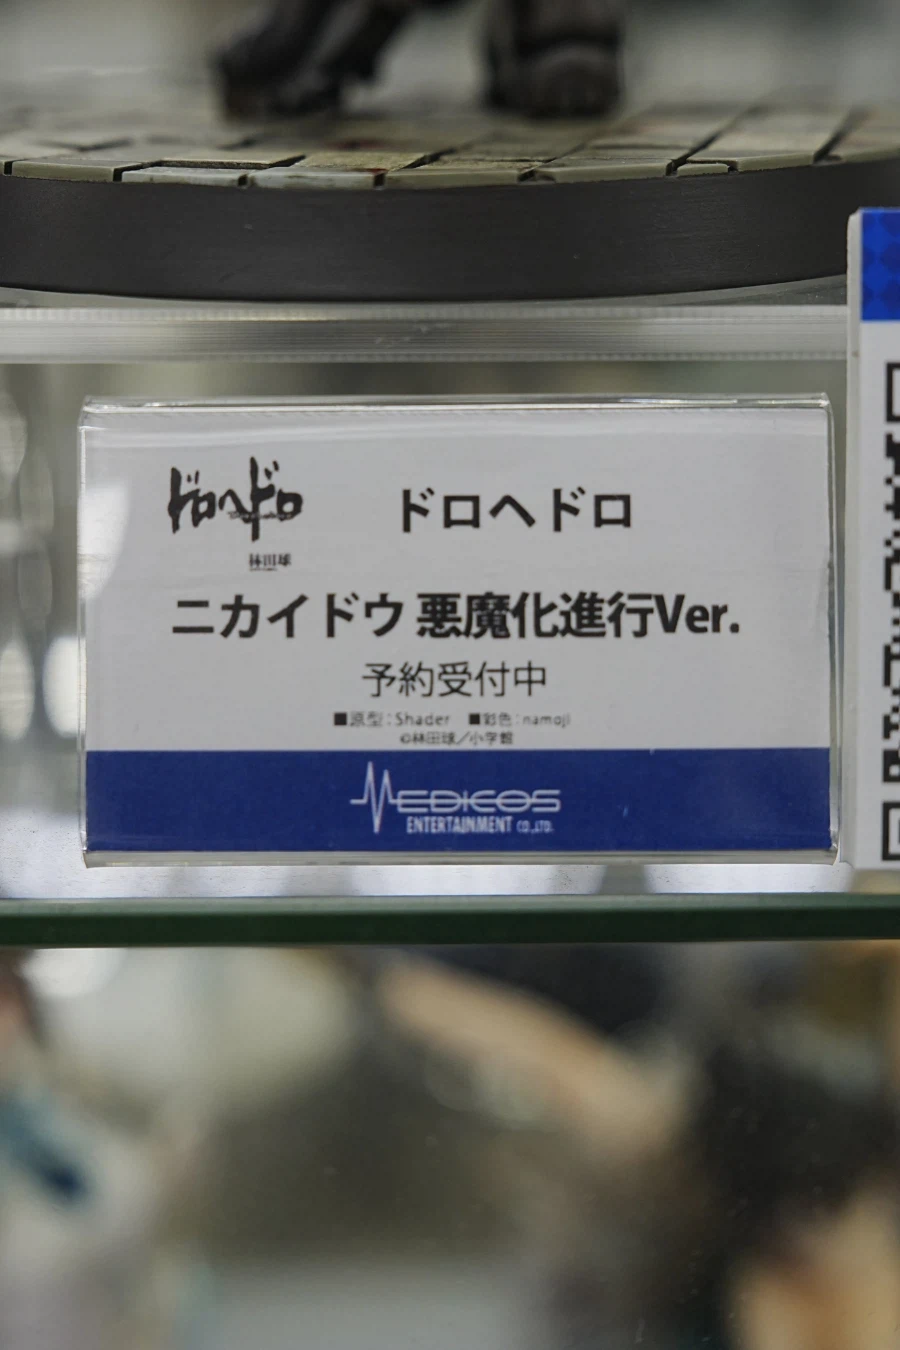 ドロヘドロ ドロヘドロ
林田球
ニカイドウ 悪魔化進行Ver.
予約受付中
■原型:Shader ■彩色:namoji
©林田球／小学館
MEDICOS
ENTERTAINMENT CO.,LTD.